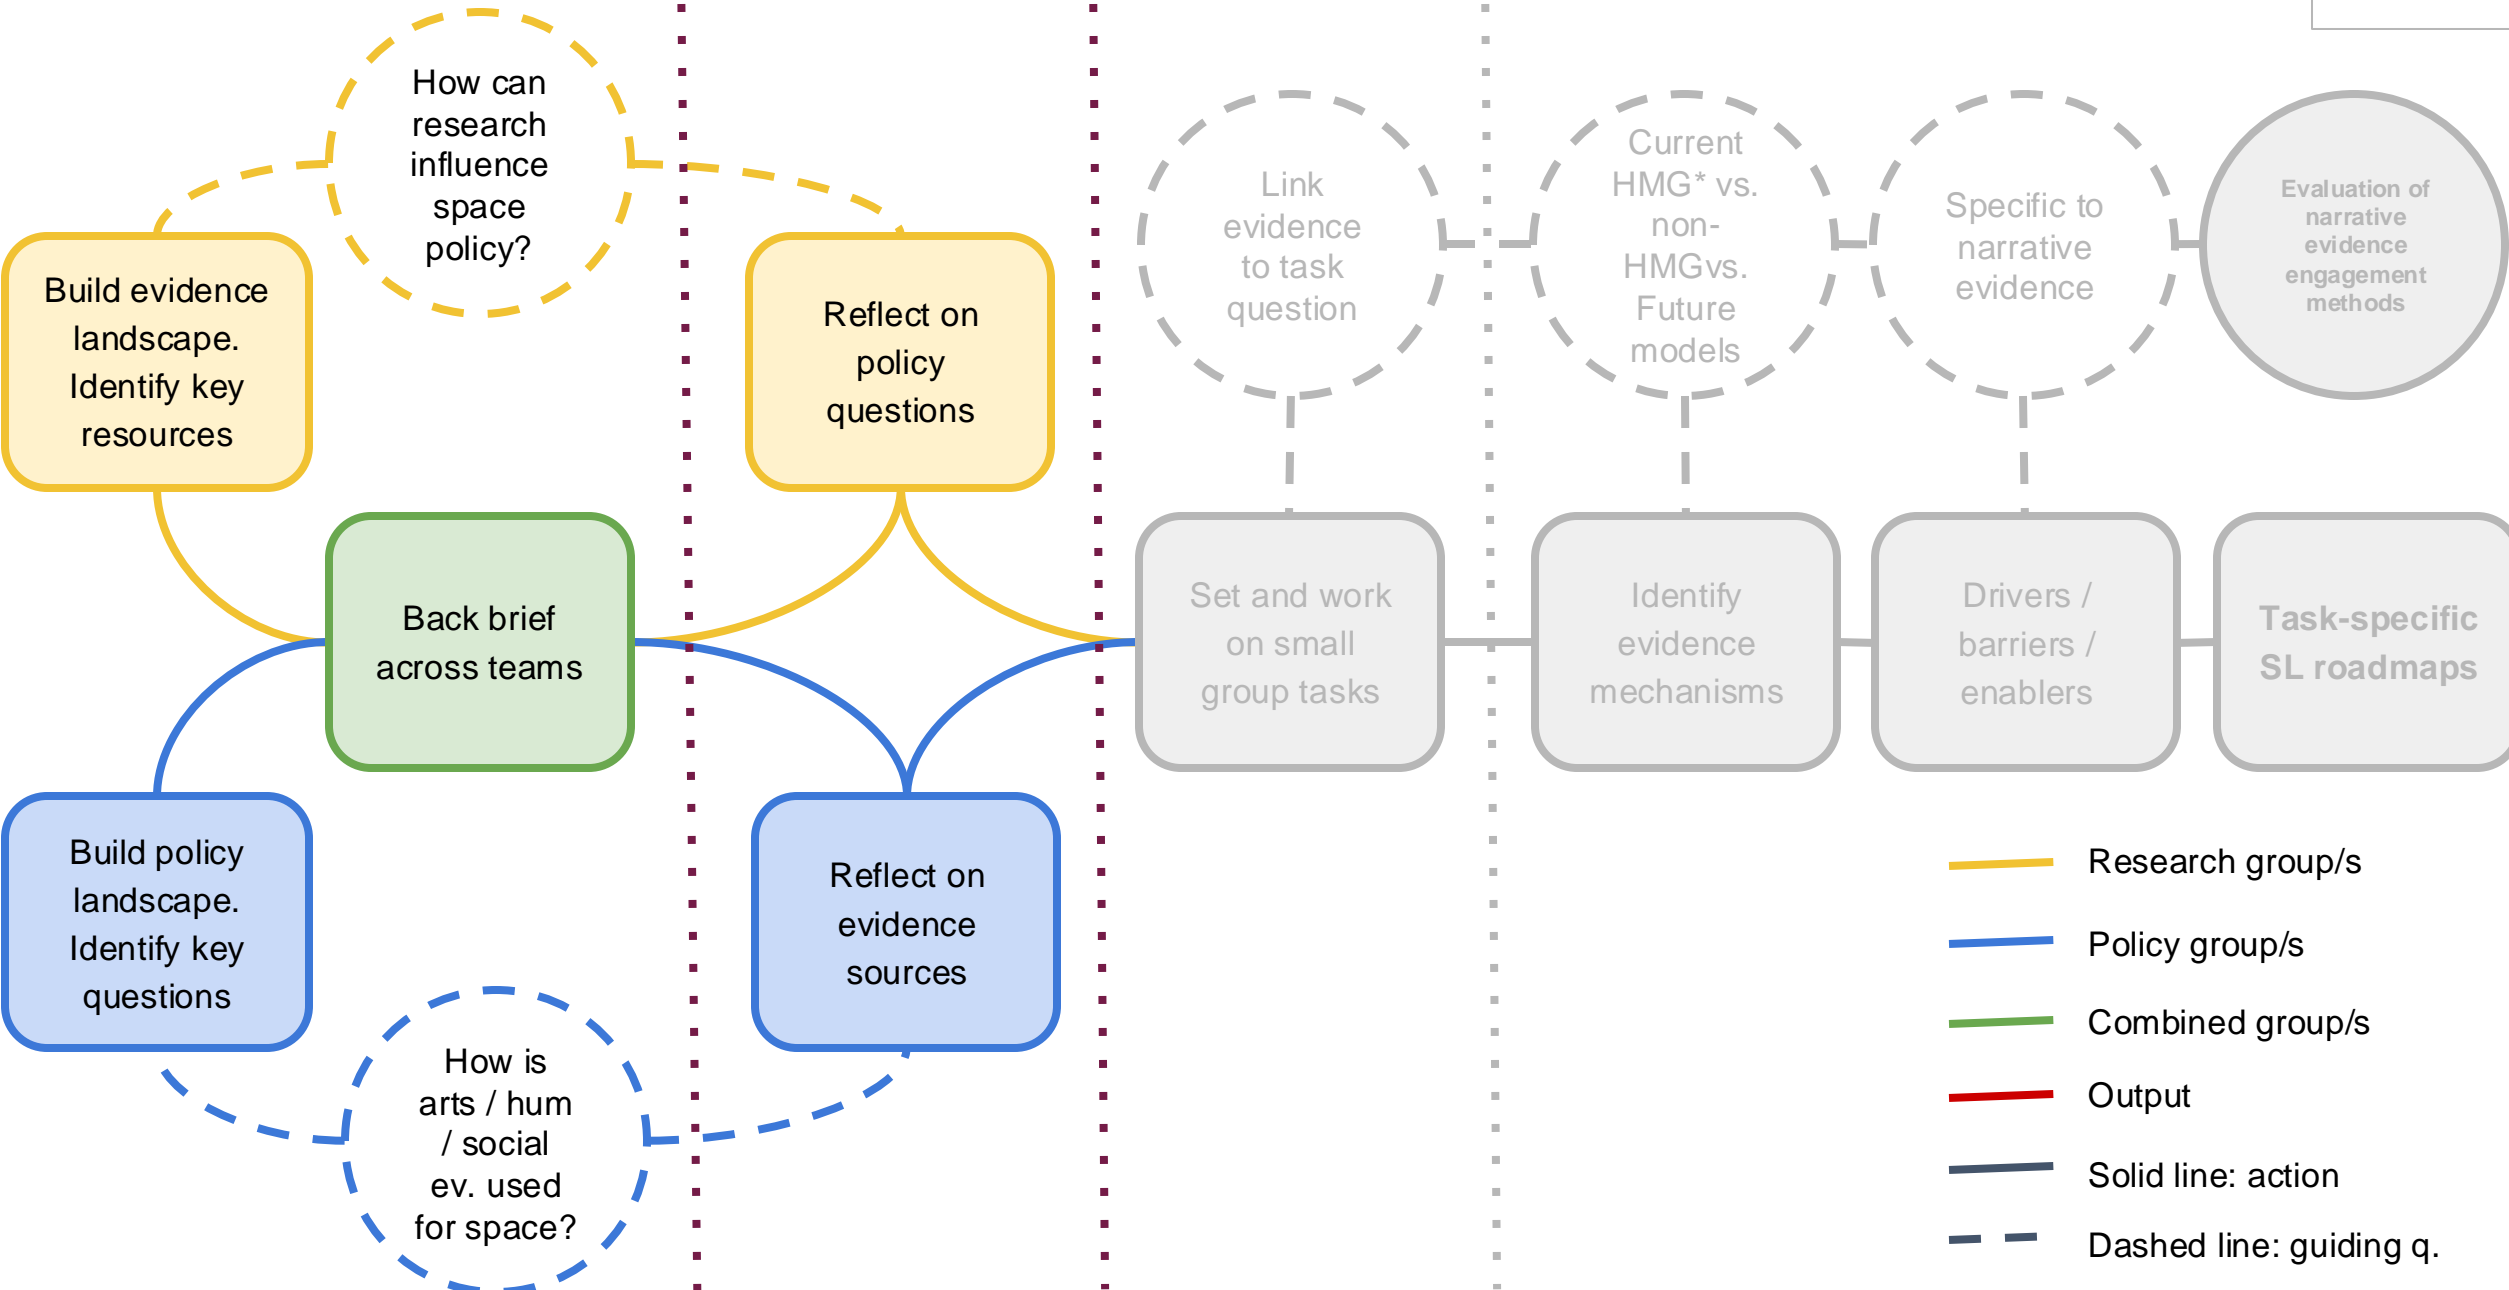 How can
research
influence
space
policy?
Build evidence
landscape.
Identify key
resources
Reflect on
policy
questions
Link
evidence
to task
question
Current
HMG* vs.
non-
HMGvs.
Future
models
Specific to
narrative
evidence
Evaluation of
narrative
evidence
engagement
methods
Back brief
across teams
Set and work
on small
group tasks
Identify
evidence
mechanisms
Drivers /
barriers /
enablers
Task-specific
SL roadmaps
Build policy
landscape.
Identify key
questions
Reflect on
evidence
sources
How is
arts / hum
/ social
ev. used
for space?
Research group/s
Policy group/s
Combined group/s
Output
Solid line: action
Dashed line: guiding q.